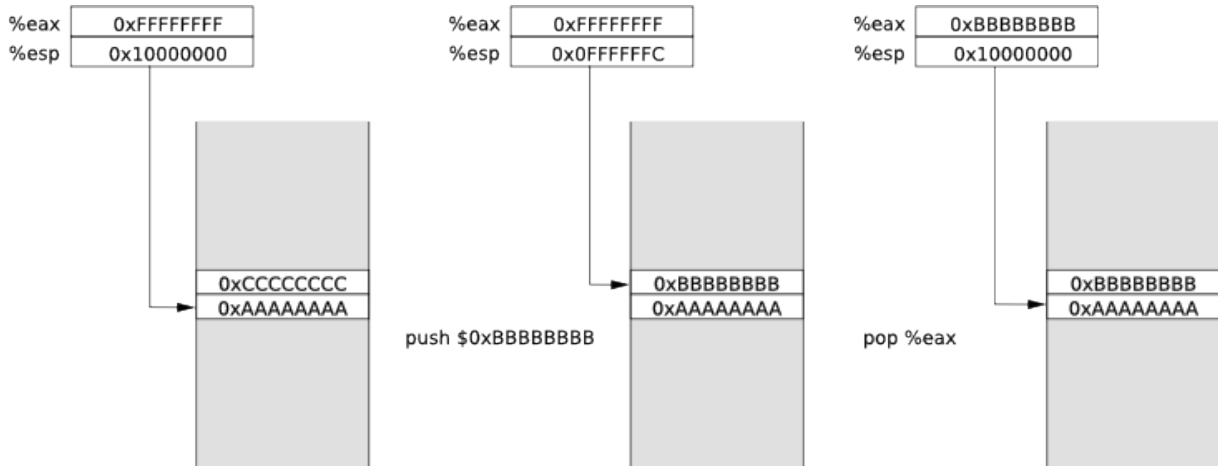 %eax 0xFFFFFFFF
%esp 0x10000000
0xCCCCCCCC
0xAAAAAAAA
push $0xBBBBBBBB
%eax 0xFFFFFFFF
%esp 0x0FFFFFFC
0xBBBBBBBB
0xAAAAAAAA
pop %eax
%eax 0xBBBBBBBB
%esp 0x10000000
0xBBBBBBBB
0xAAAAAAAA